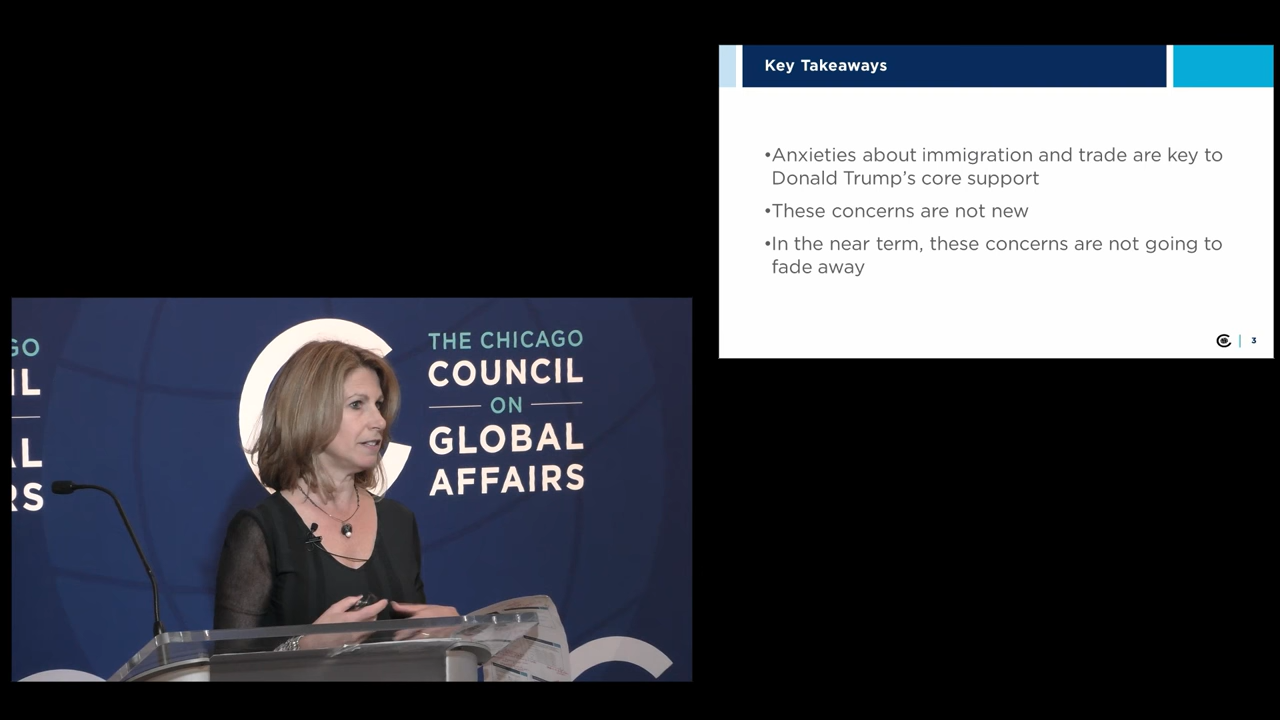 Key Takeaways
•Anxieties about immigration and trade are key to
Donald Trump’s core support
•These concerns are not new
•In the near term, these concerns are not going to
fade away
3
THE CHICAGO
COUNCIL
ON
GLOBAL
AFFAIRS
GO
IL
AL
RS